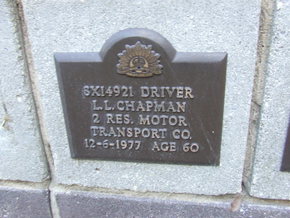 SX14921 DRIVER
L.L.CHAPMAN
2 RES. MOTOR
TRANSPORT CO.
12-6-1977 AGE 60